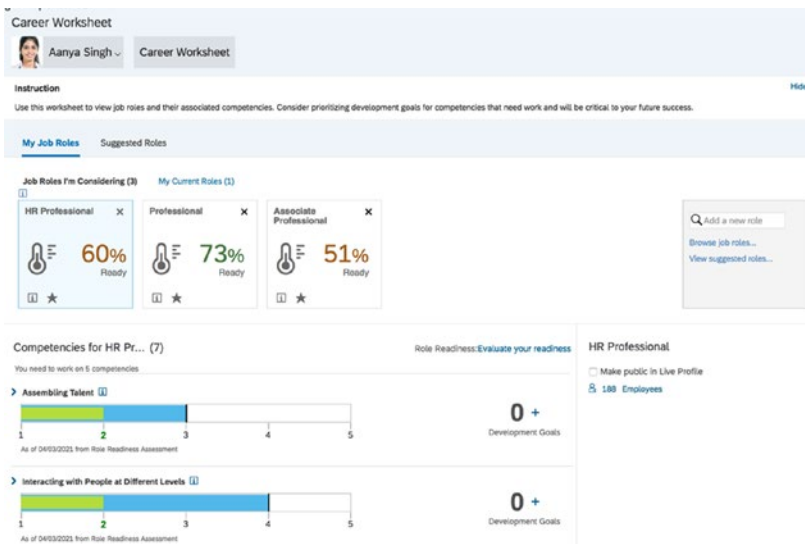 Career Worksheet
Aanya Singh
Career Worksheet
Instruction
Hide
Use this worksheet to view job roles and their associated competencies. Consider prioritizing development goals for competencies that need work and will be critical to your future success.
My Job Roles Suggested Roles
Job Roles I'm Considering (3) My Current Roles (1)
HR Professional
60%
Ready
Professional
73%
Ready
Associate
Professional
51%
Ready
Add a new role
Browse job roles...
View suggested roles...
Competencies for HR Pr... (7)
Role Readiness:Evaluate your readiness
You need to work on 5 competencies
Assembling Talent
1 2 3 4 5
As of 04/03/2021 from Role Readiness Assessment
0 +
Development Goals
Interacting with People at Different Levels
1 2 3 4 5
As of 04/03/2021 from Role Readiness Assessment
0 +
Development Goals
HR Professional
Make public in Live Profile
188 Employees